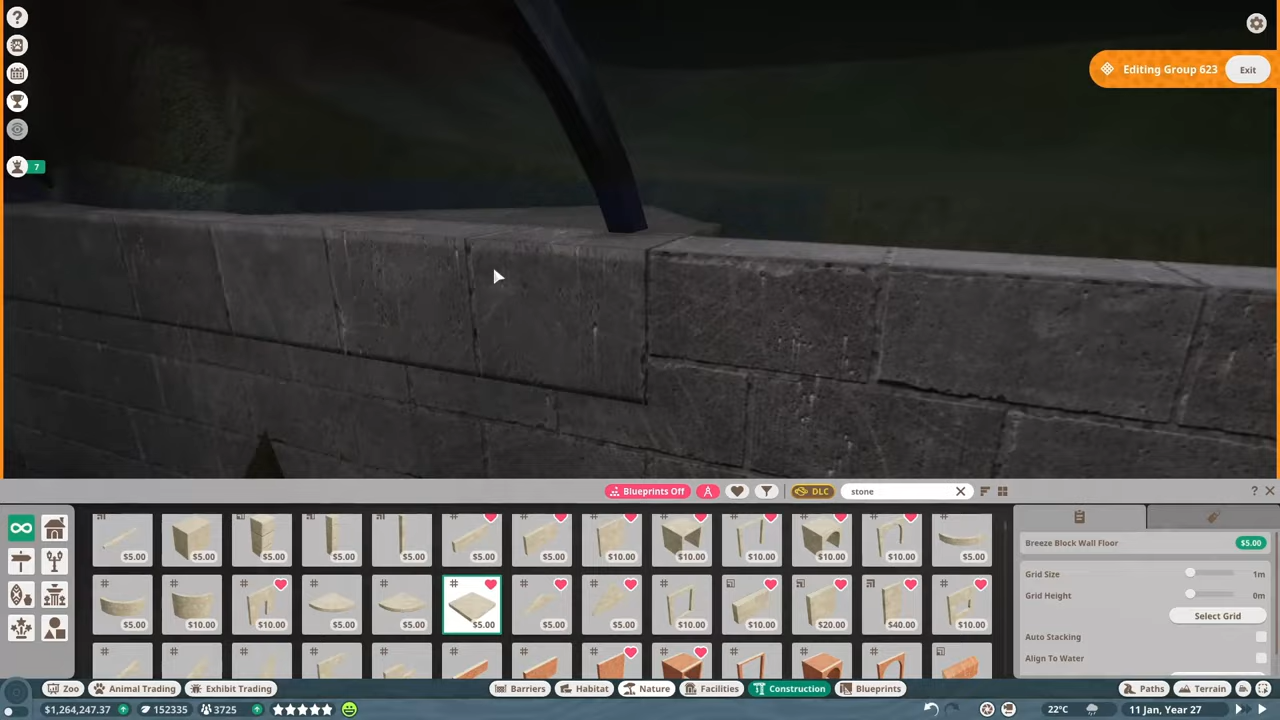 ?
Editing Group 623 Exit
7
Blueprints Off DLC stone ?
$5.00 $5.00 $5.00 $5.00 $5.00 $5.00 $5.00 $10.00 $10.00 $10.00 $10.00 $10.00 $5.00
$5.00 $10.00 $10.00 $5.00 $5.00 $5.00 $5.00 $5.00 $10.00 $10.00 $20.00 $40.00 $10.00
Breeze Block Wall Floor $5.00
Grid Size 1m
Grid Height 0m
Select Grid
Auto Stacking
Align To Water
Zoo Animal Trading Exhibit Trading Barriers Habitat Nature Facilities Construction Blueprints Paths Terrain
$1,264,247.37 152335 3725 22°C 11 Jan, Year 27